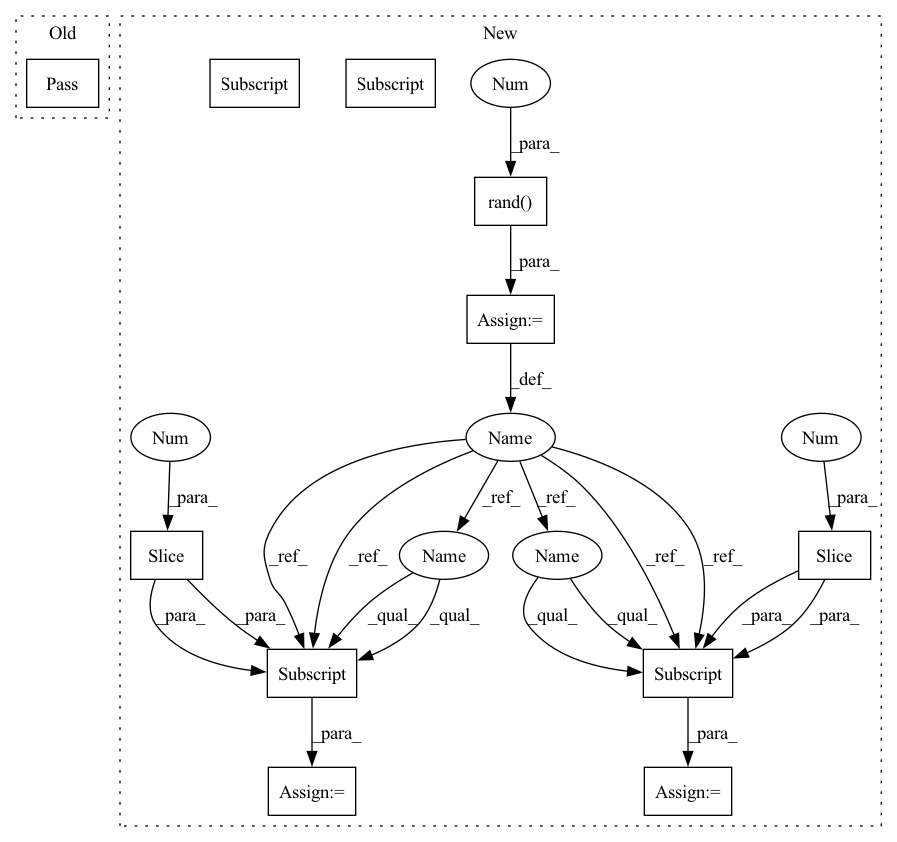 Old
New
Pass
Subscript
Subscript
Num
_para_
rand()
_para_
Assign:=
_def_
Num
Name
Num
_para_
_ref_
_ref_
_para_
Slice
_ref_
_ref_
Name
Name
_ref_
_ref_
Slice
_para_
_para_
_qual_
_qual_
_qual_
_qual_
_para_
_para_
Subscript
Subscript
_para_
_para_
Assign:=
Assign:=